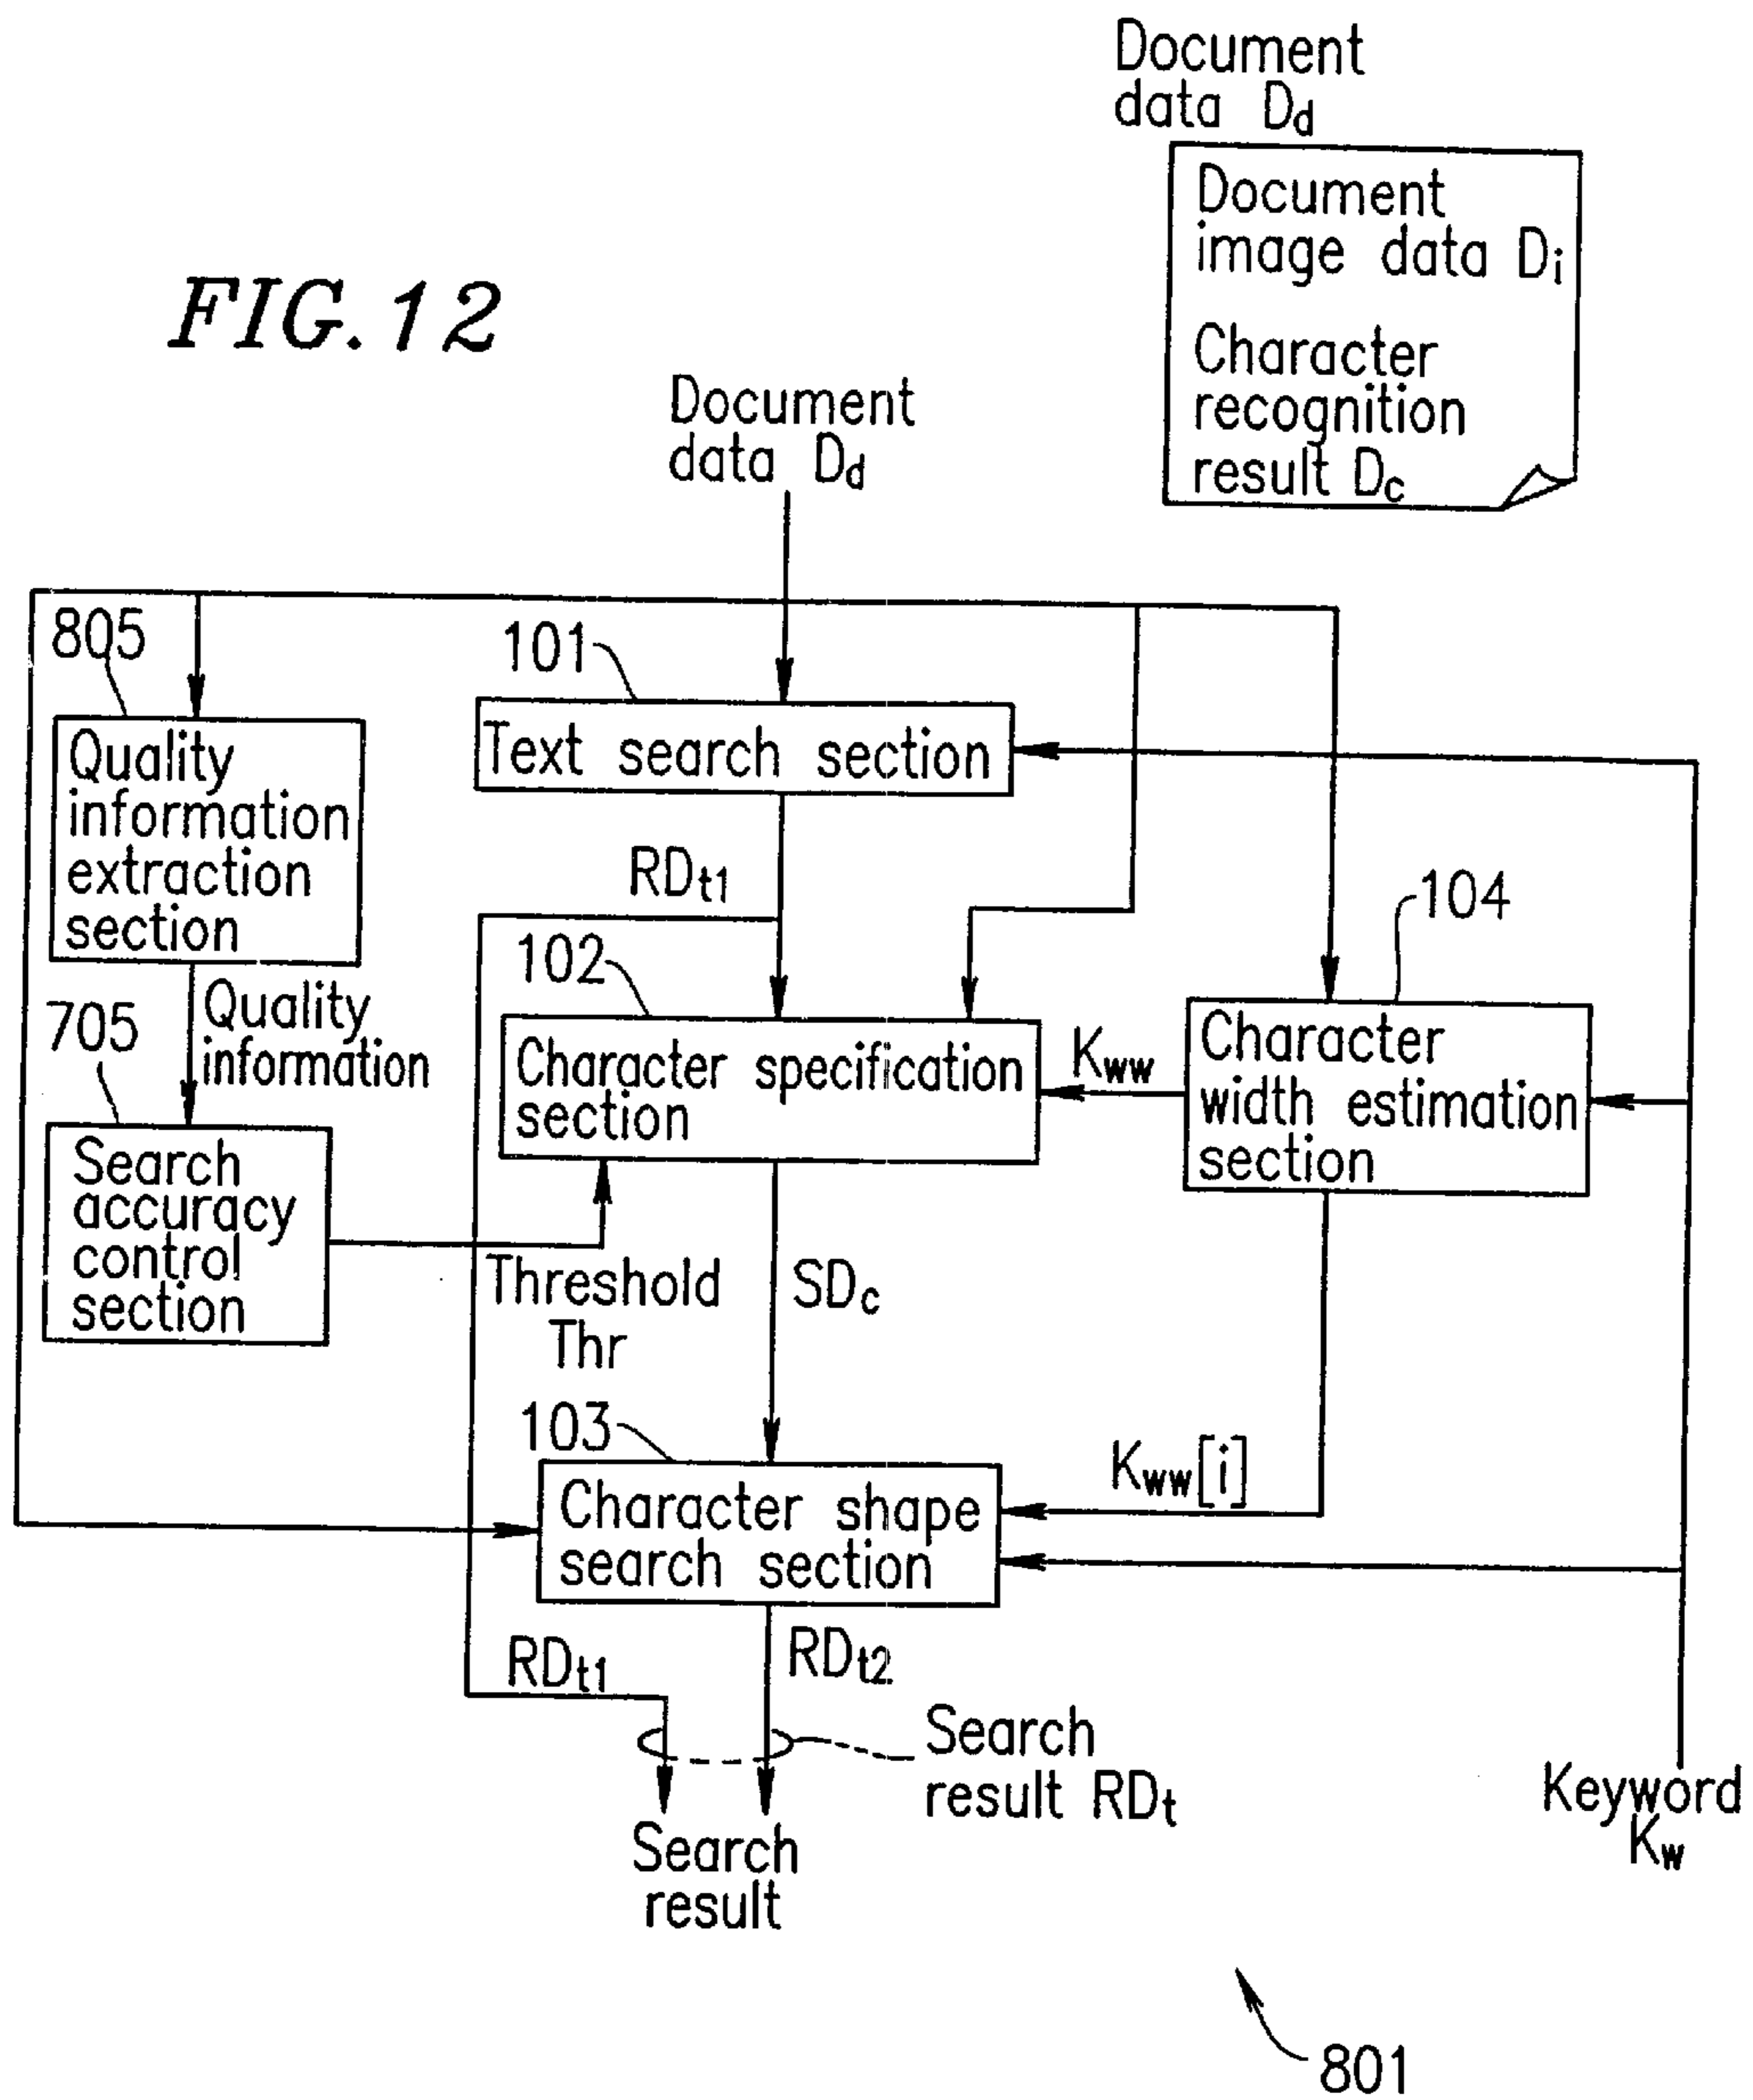 Document
data Dd
Document
image data Di
Character
recognition
result Dc
FIG.12
Document
data Dd
805
101
Quality
information
extraction
section
Text search section
RDt1
104
102
705
Quality
information
Character specification
section
Kww
Character
width estimation
section
Search
accuracy
control
section
Threshold
Thr
SDc
103
Kww[i]
Character shape
search section
RDt1
RDt2
Search
result RDt
Search
result
Keyword
Kw
801